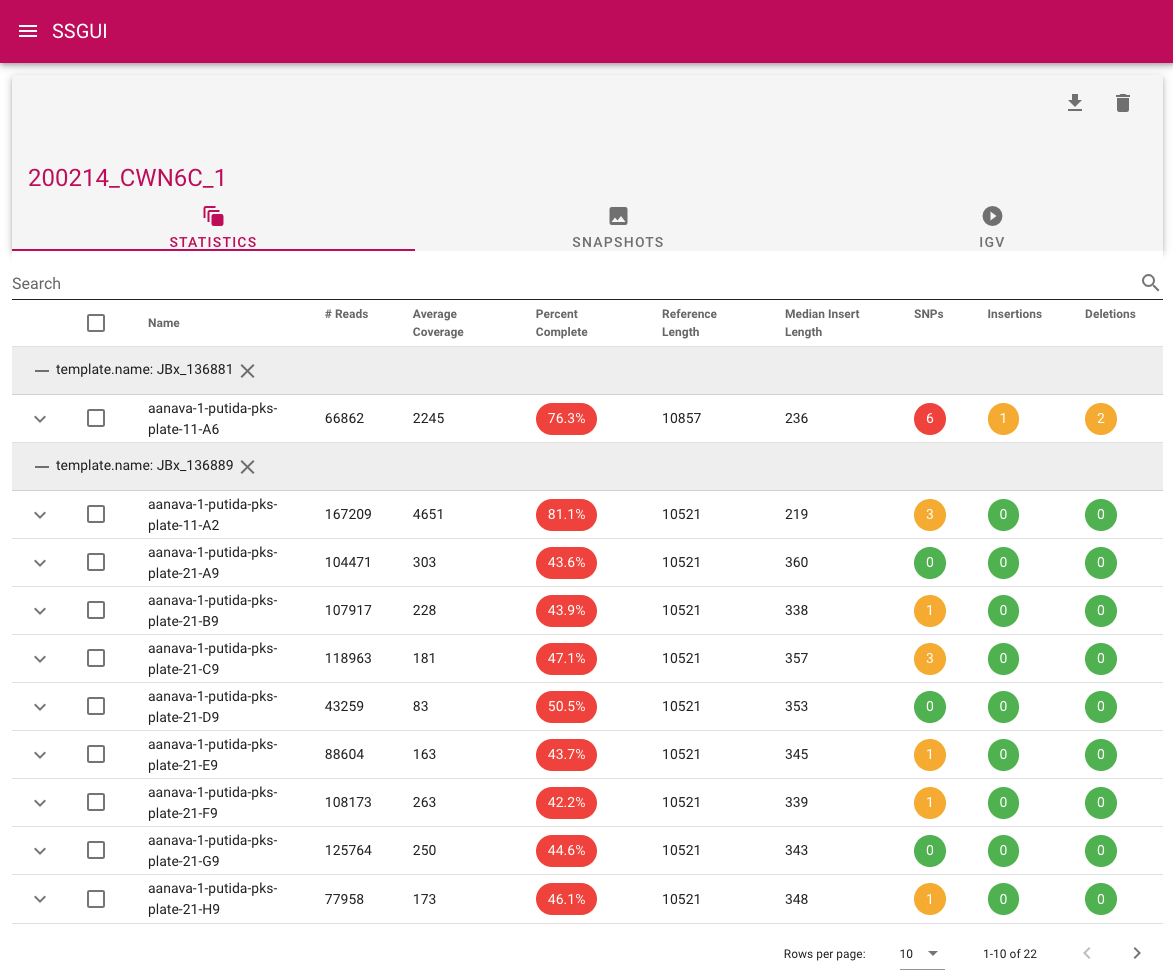 SSGUI
200214_CWN6C_1
STATISTICS SNAPSHOTS IGV
Search
Name # Reads Average Coverage Percent Complete Reference Length Median Insert Length SNPs Insertions Deletions
template.name: JBx_136881
aanava-1-putida-pks-plate-11-A6 66862 2245 76.3% 10857 236 6 1 2
template.name: JBx_136889
aanava-1-putida-pks-plate-11-A2 167209 4651 81.1% 10521 219 3 0 0
aanava-1-putida-pks-plate-21-A9 104471 303 43.6% 10521 360 0 0 0
aanava-1-putida-pks-plate-21-B9 107917 228 43.9% 10521 338 1 0 0
aanava-1-putida-pks-plate-21-C9 118963 181 47.1% 10521 357 3 0 0
aanava-1-putida-pks-plate-21-D9 43259 83 50.5% 10521 353 0 0 0
aanava-1-putida-pks-plate-21-E9 88604 163 43.7% 10521 345 1 0 0
aanava-1-putida-pks-plate-21-F9 108173 263 42.2% 10521 339 1 0 0
aanava-1-putida-pks-plate-21-G9 125764 250 44.6% 10521 343 0 0 0
aanava-1-putida-pks-plate-21-H9 77958 173 46.1% 10521 348 1 0 0
Rows per page: 10 1-10 of 22